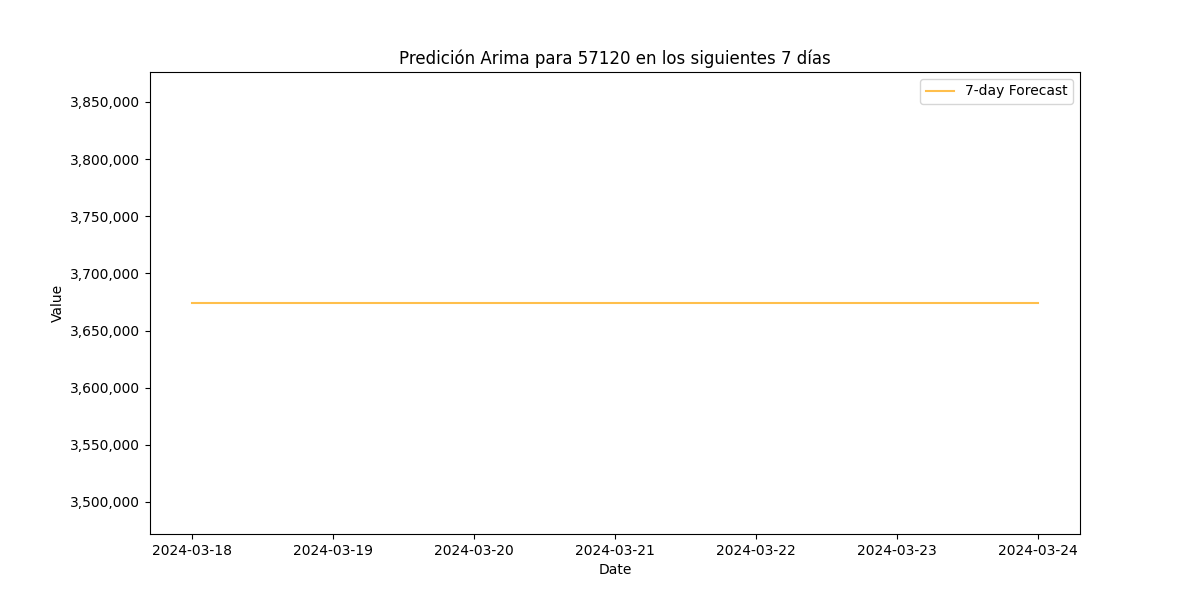 Predición Arima para 57120 en los siguientes 7 días
7-day Forecast
3,850,000
3,800,000
3,750,000
3,700,000
3,650,000
3,600,000
3,550,000
3,500,000
Value
2024-03-18 2024-03-19 2024-03-20 2024-03-21 2024-03-22 2024-03-23 2024-03-24
Date